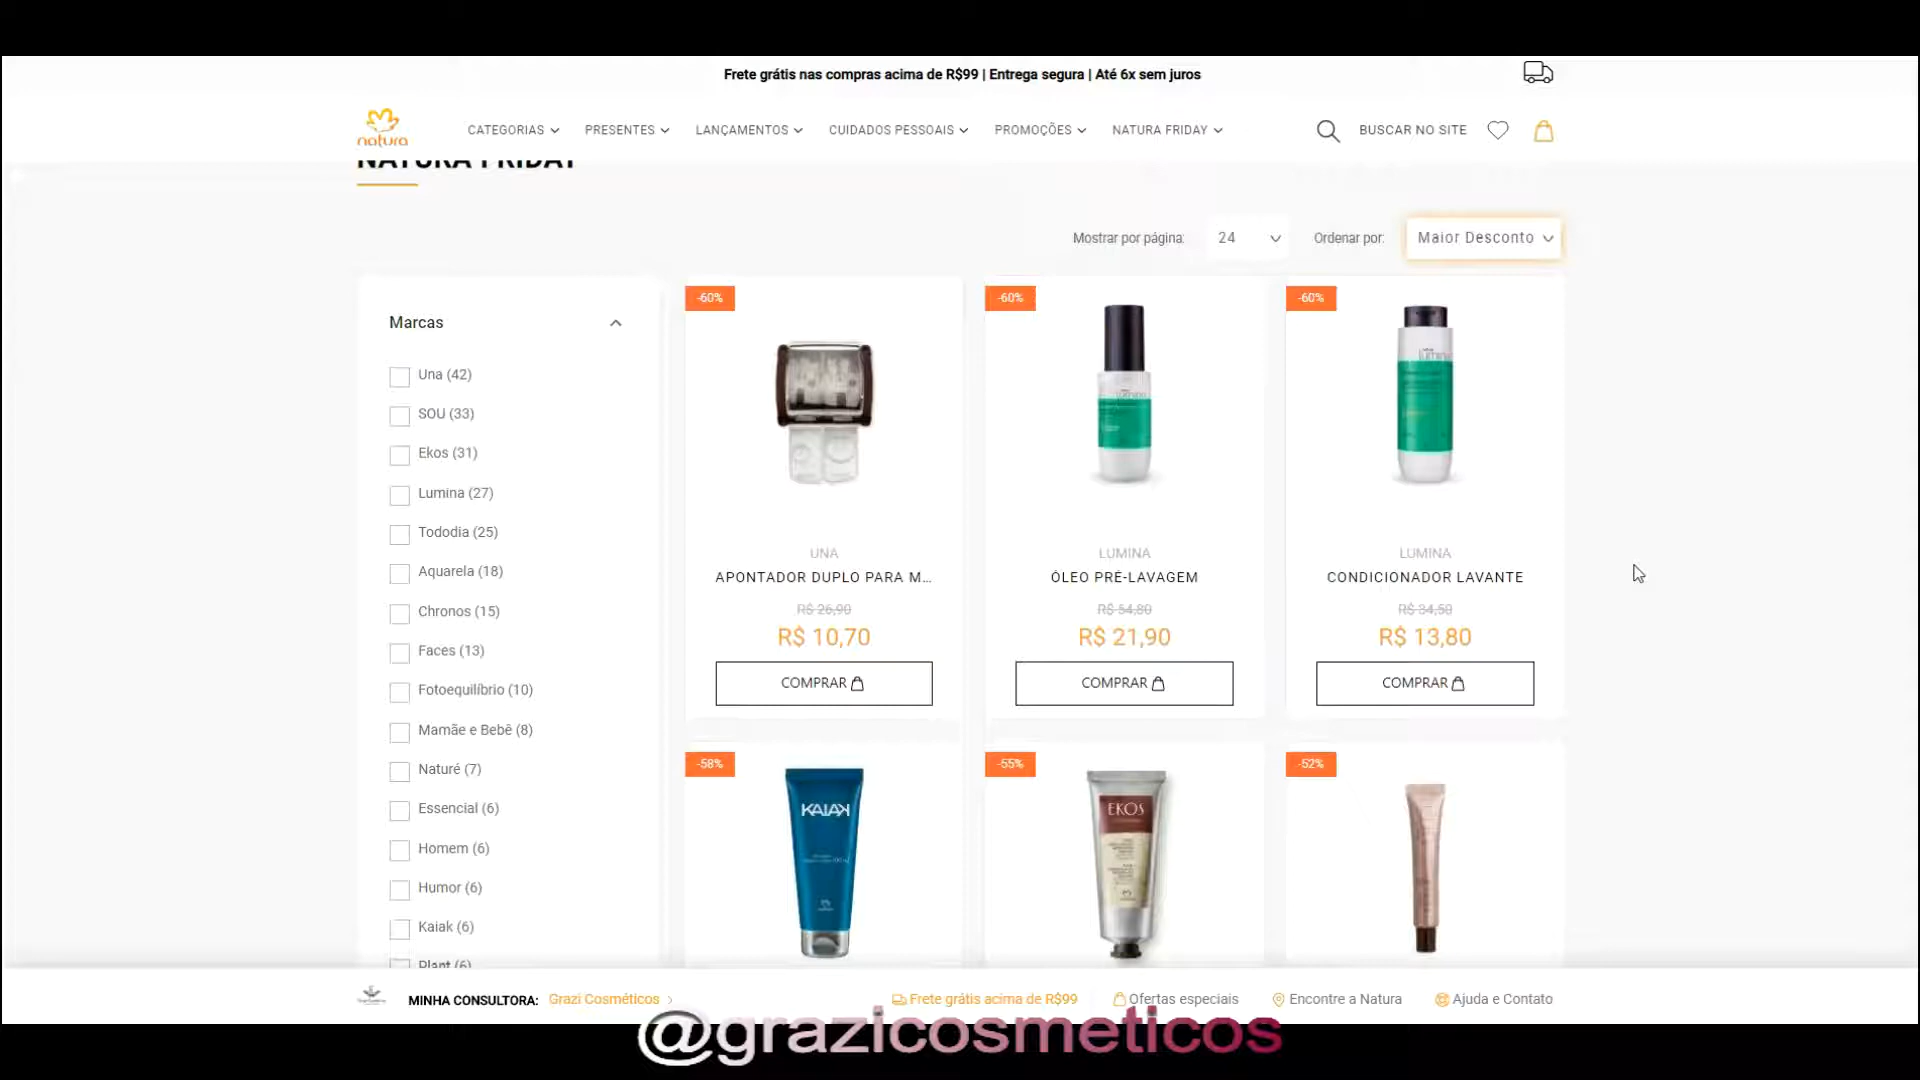 Frete grátis nas compras acima de R$99 | Entrega segura | Até 6x sem juros
natura
CATEGORIAS
PRESENTES
LANÇAMENTOS
CUIDADOS PESSOAIS
PROMOÇÕES
NATURA FRIDAY
BUSCAR NO SITE
NATURA FRIDAY
Mostrar por página:
24
Ordenar por:
Maior Desconto
Marcas
Una (42)
SOU (33)
Ekos (31)
Lumina (27)
Tododia (25)
Aquarela (18)
Chronos (15)
Faces (13)
Fotoequilíbrio (10)
Mamãe e Bebê (8)
Naturé (7)
Essencial (6)
Homem (6)
Humor (6)
Kaiak (6)
Plant (6)
-60%
UNA
APONTADOR DUPLO PARA M...
R$ 26,90
R$ 10,70
COMPRAR
-60%
lumina
LUMINA
ÓLEO PRÉ-LAVAGEM
R$ 54,80
R$ 21,90
COMPRAR
-60%
lumina
LUMINA
CONDICIONADOR LAVANTE
R$ 34,50
R$ 13,80
COMPRAR
-58%
KAIAK
-55%
EKOS
-52%
MINHA CONSULTORA: Grazi Cosméticos
Frete grátis acima de R$99
Ofertas especiais
Encontre a Natura
Ajuda e Contato
@grazicosmeticos